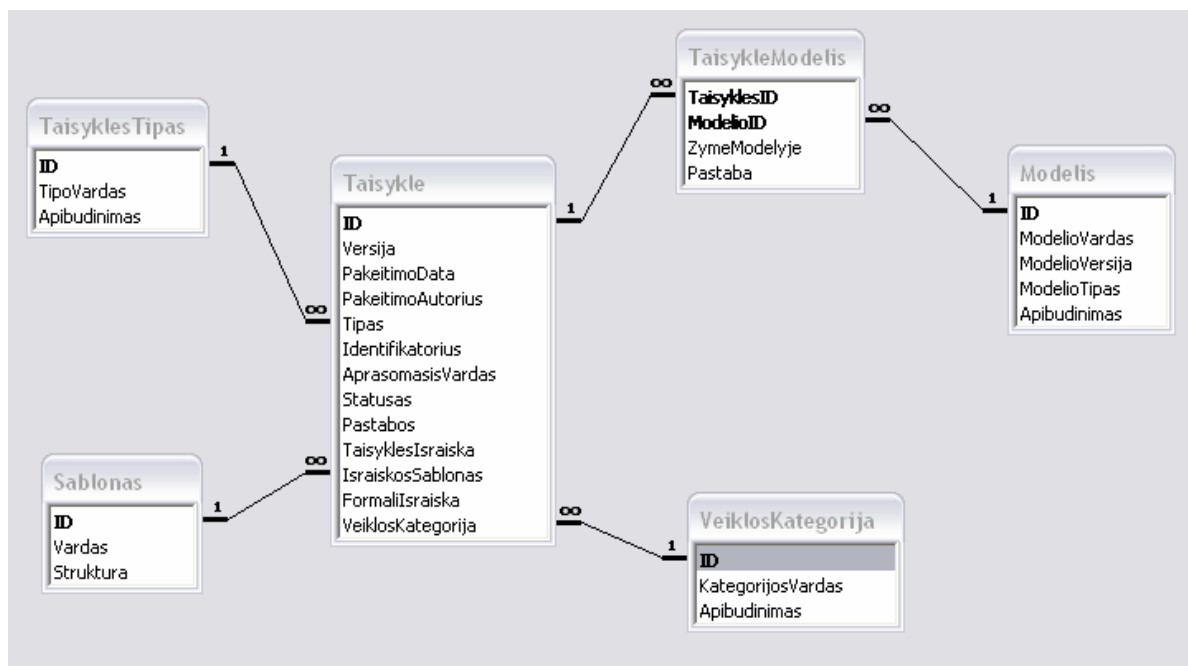 TaisyklesTipas
ID
TipoVardas
Apibudinimas
1
∞
Sablonas
ID
Vardas
Struktura
1
∞
Taisykle
ID
Versija
PakeitimoData
PakeitimoAutorius
Tipas
Identifikatorius
AprasomasisVardas
Statusas
Pastabos
TaisyklesIsraiska
IsraiskosSablonas
FormaliIsraiska
VeiklosKategorija
1
∞
∞
1
TaisykleModelis
TaisyklesID
ModelioID
ZymeModelyje
Pastaba
∞
1
Modelis
ID
ModelioVardas
ModelioVersija
ModelioTipas
Apibudinimas
VeiklosKategorija
ID
KategorijosVardas
Apibudinimas